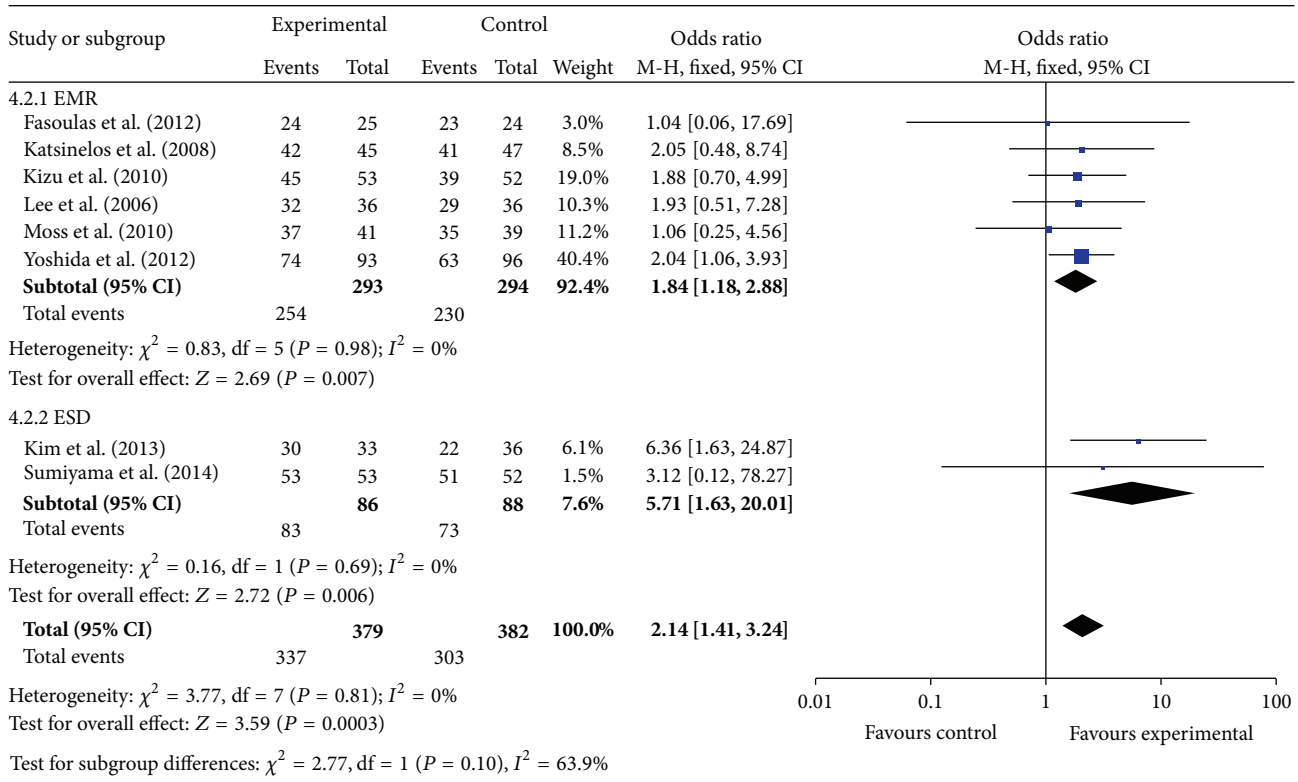 Study or subgroup Experimental Control Odds ratio Odds ratio
Events Total Events Total Weight M-H, fixed, 95% CI M-H, fixed, 95% CI
4.2.1 EMR
Fasoulas et al. (2012) 24 25 23 24 3.0% 1.04 [0.06, 17.69]
Katsinelos et al. (2008) 42 45 41 47 8.5% 2.05 [0.48, 8.74]
Kizu et al. (2010) 45 53 39 52 19.0% 1.88 [0.70, 4.99]
Lee et al. (2006) 32 36 29 36 10.3% 1.93 [0.51, 7.28]
Moss et al. (2010) 37 41 35 39 11.2% 1.06 [0.25, 4.56]
Yoshida et al. (2012) 74 93 63 96 40.4% 2.04 [1.06, 3.93]
Subtotal (95% CI) 293 294 92.4% 1.84 [1.18, 2.88]
Total events 254 230
Heterogeneity: χ² = 0.83, df = 5 (P = 0.98); I² = 0%
Test for overall effect: Z = 2.69 (P = 0.007)
4.2.2 ESD
Kim et al. (2013) 30 33 22 36 6.1% 6.36 [1.63, 24.87]
Sumiyama et al. (2014) 53 53 51 52 1.5% 3.12 [0.12, 78.27]
Subtotal (95% CI) 86 88 7.6% 5.71 [1.63, 20.01]
Total events 83 73
Heterogeneity: χ² = 0.16, df = 1 (P = 0.69); I² = 0%
Test for overall effect: Z = 2.72 (P = 0.006)
Total (95% CI) 379 382 100.0% 2.14 [1.41, 3.24]
Total events 337 303
Heterogeneity: χ² = 3.77, df = 7 (P = 0.81); I² = 0%
Test for overall effect: Z = 3.59 (P = 0.0003)
Test for subgroup differences: χ² = 2.77, df = 1 (P = 0.10), I² = 63.9%
0.01 0.1 1 10 100
Favours control Favours experimental